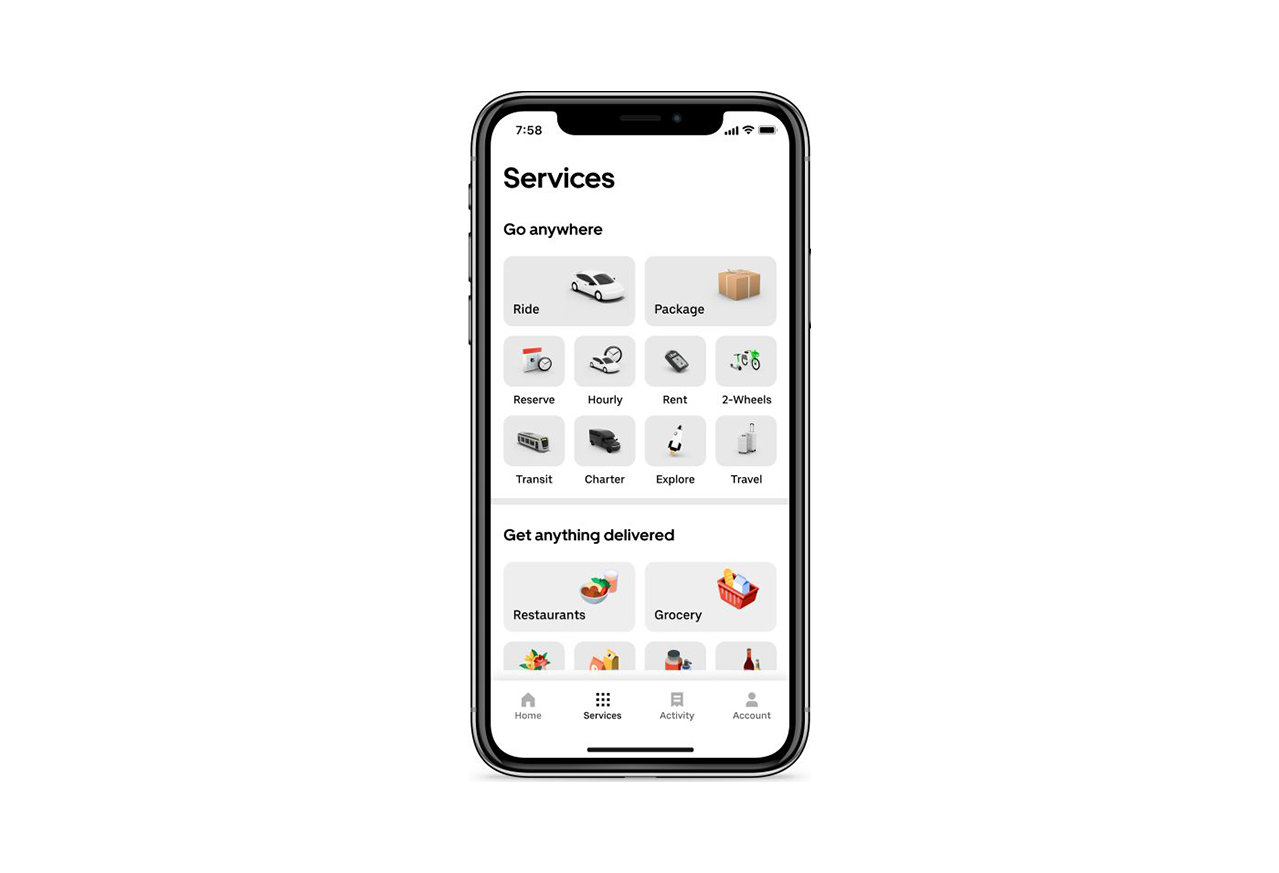 7:58
Services
Go anywhere
Ride
Package
Reserve
Hourly
Rent
2-Wheels
Transit
Charter
Explore
Travel
Get anything delivered
Restaurants
Grocery
Home
Services
Activity
Account